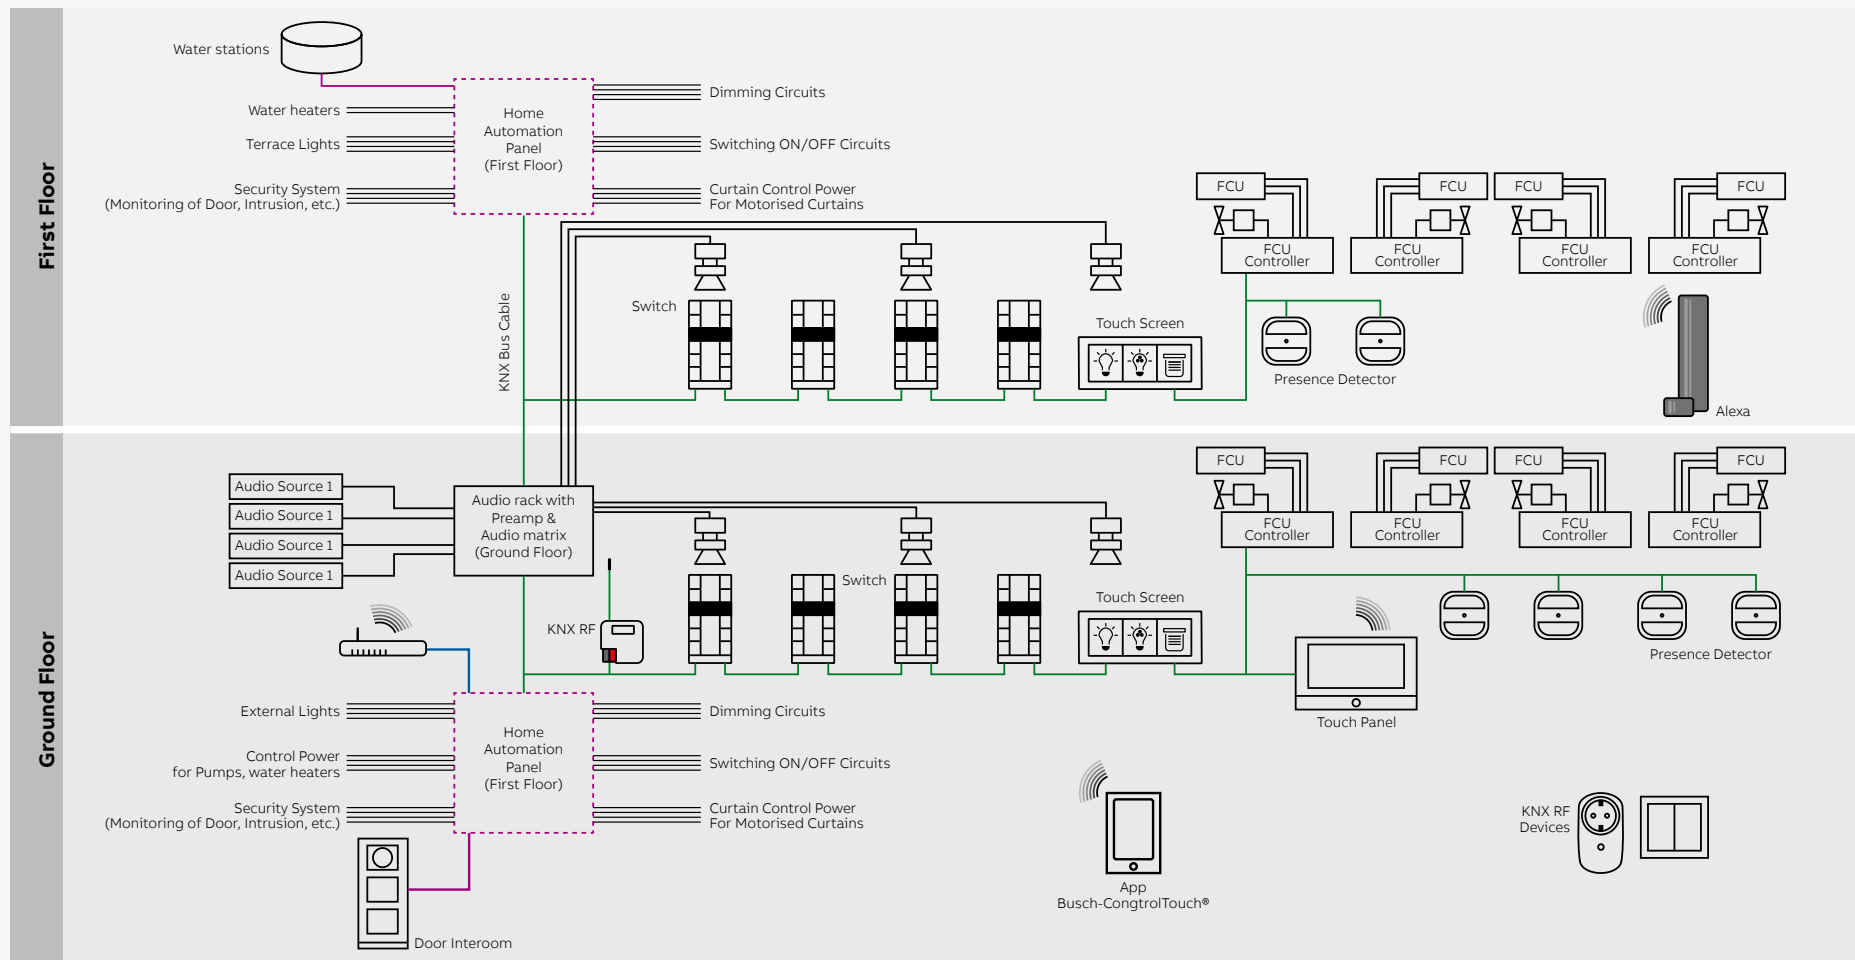 First Floor
Water stations
Water heaters
Terrace Lights
Security System
(Monitoring of Door, Intrusion, etc.)
Home
Automation
Panel
(First Floor)
Dimming Circuits
Switching ON/OFF Circuits
Curtain Control Power
For Motorised Curtains
KNX Bus Cable
Switch
Touch Screen
FCU
FCU
FCU
FCU
FCU
Controller
FCU
Controller
FCU
Controller
FCU
Controller
Presence Detector
Alexa
Ground Floor
Audio Source 1
Audio Source 1
Audio Source 1
Audio Source 1
Audio rack with
Preamp &
Audio matrix
(Ground Floor)
KNX RF
Switch
Touch Screen
FCU
FCU
FCU
FCU
FCU
Controller
FCU
Controller
FCU
Controller
FCU
Controller
Presence Detector
Touch Panel
External Lights
Control Power
for Pumps, water heaters
Security System
(Monitoring of Door, Intrusion, etc.)
Home
Automation
Panel
(First Floor)
Dimming Circuits
Switching ON/OFF Circuits
Curtain Control Power
For Motorised Curtains
Door Interoom
App
Busch-CongtrolTouch®
KNX RF
Devices